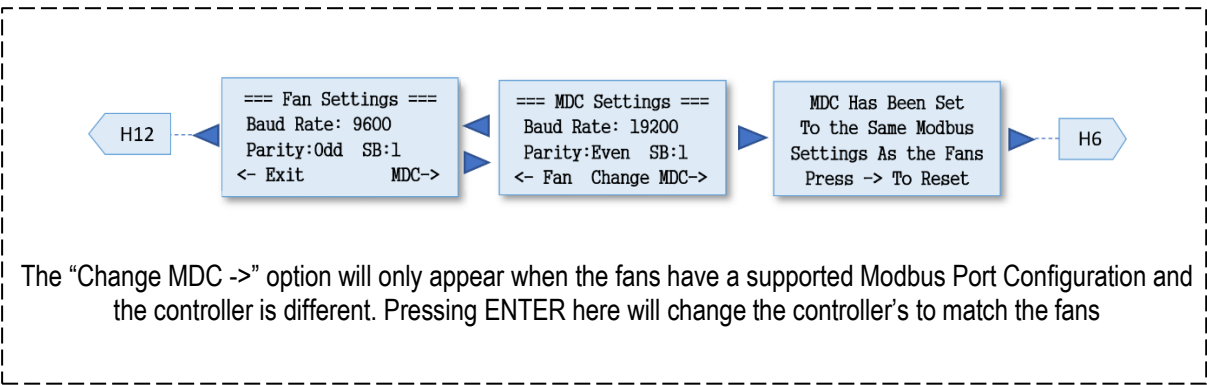 H12
=== Fan Settings ===
Baud Rate: 9600
Parity:Odd SB:1
<- Exit MDC->
=== MDC Settings ===
Baud Rate: 19200
Parity:Even SB:1
<- Fan Change MDC->
MDC Has Been Set
To the Same Modbus
Settings As the Fans
Press -> To Reset
H6
The “Change MDC ->” option will only appear when the fans have a supported Modbus Port Configuration and
the controller is different. Pressing ENTER here will change the controller’s to match the fans